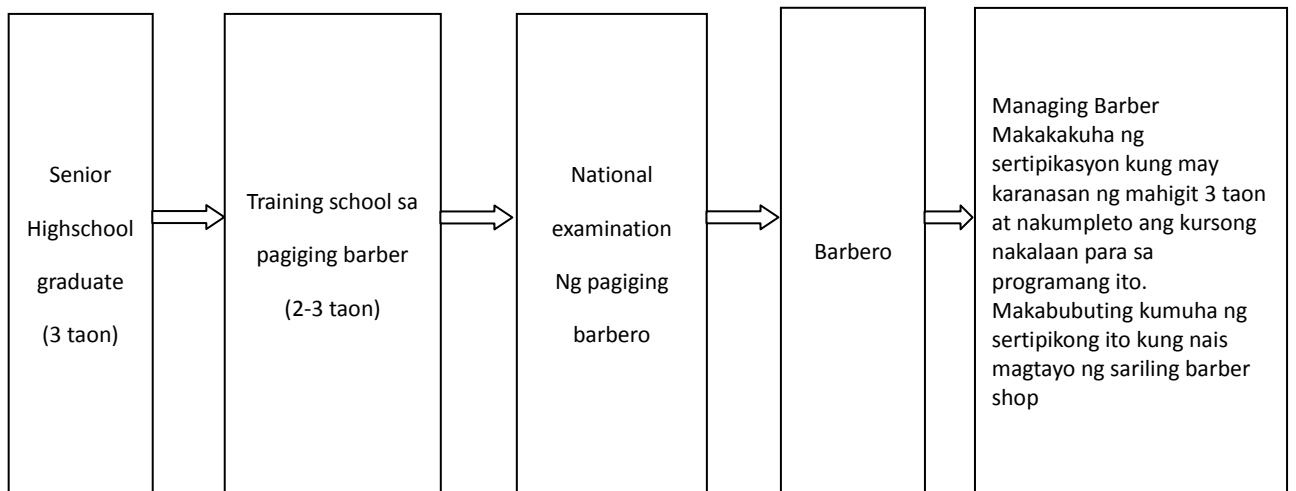 Senior
Highschool
graduate
(3 taon)
Training school sa
pagiging barber
(2-3 taon)
National
examination
Ng pagiging
barbero
Barbero
Managing Barber
Makakakuha ng
sertipikasyon kung may
karanasan ng mahigit 3 taon
at nakumpleto ang kursong
nakalaan para sa
programang ito.
Makabubuting kumuha ng
sertipikong ito kung nais
magtayo ng sariling barber
shop